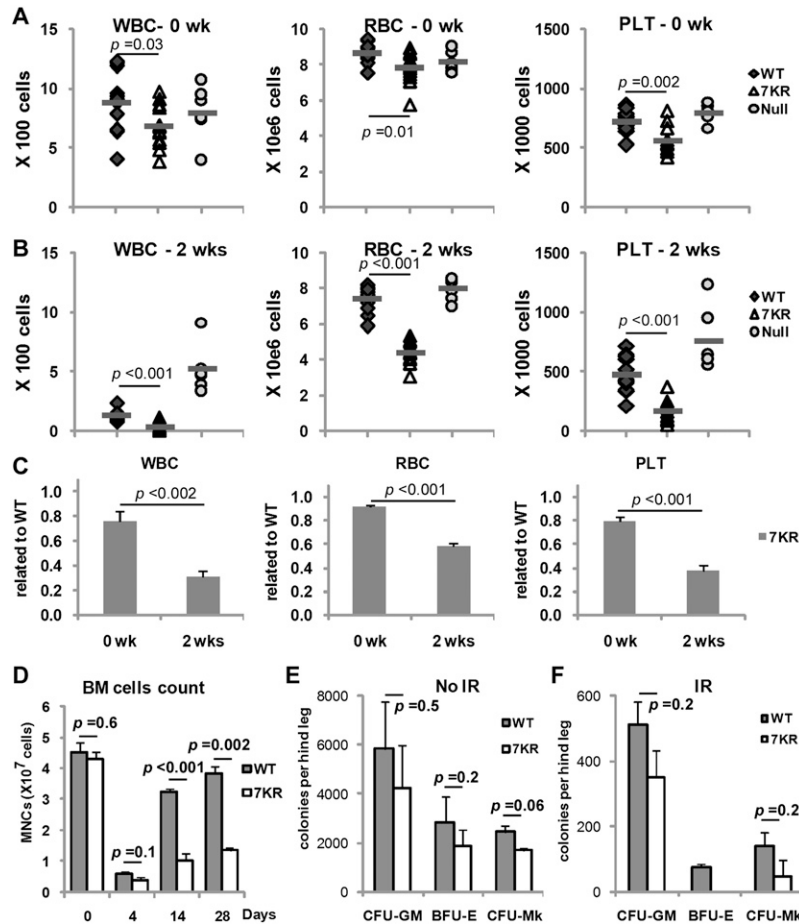 A
WBC- 0 wk
RBC - 0 wk
PLT - 0 wk
15
10
5
0
X 100 cells
p =0.03
10
8
6
4
2
0
X 10e6 cells
p =0.01
1500
1000
500
0
X 1000 cells
p =0.002
WT
7KR
Null
B
WBC - 2 wks
RBC - 2 wks
PLT - 2 wks
15
10
5
0
X 100 cells
p <0.001
10
8
6
4
2
0
X 10e6 cells
p <0.001
1500
1000
500
0
X 1000 cells
p <0.001
WT
7KR
Null
C
WBC
RBC
PLT
1.0
0.8
0.6
0.4
0.2
0.0
related to WT
p <0.002
0 wk
2 wks
1.0
0.8
0.6
0.4
0.2
0.0
related to WT
p <0.001
0 wk
2 wks
1.0
0.8
0.6
0.4
0.2
0.0
related to WT
p <0.001
0 wk
2 wks
7KR
D
BM cells count
6
5
4
3
2
1
0
MNCs (X10⁷ cells)
p =0.6
p =0.1
p <0.001
p =0.002
WT
7KR
0
4
14
28
Days
E
No IR
8000
6000
4000
2000
0
colonies per hind leg
p =0.5
p =0.2
p =0.06
WT
7KR
CFU-GM
BFU-E
CFU-Mk
F
IR
600
400
200
0
colonies per hind leg
p =0.2
p =0.2
WT
7KR
CFU-GM
BFU-E
CFU-Mk